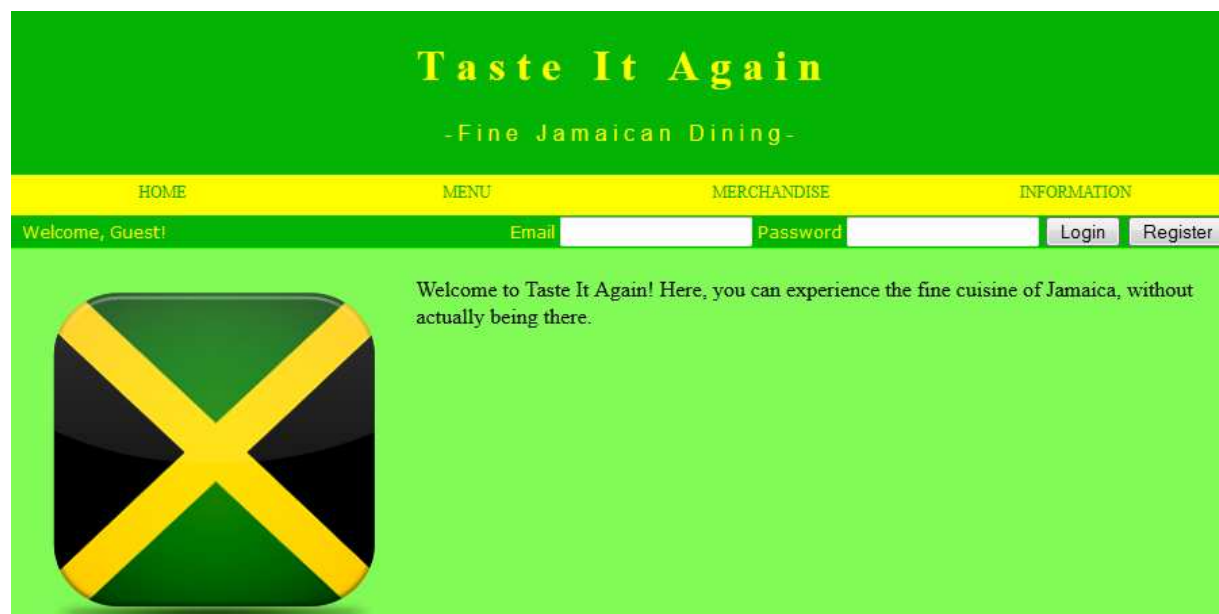 Taste It Again
-Fine Jamaican Dining-
HOME MENU MERCHANDISE INFORMATION
Welcome, Guest! Email Password Login Register
Welcome to Taste It Again! Here, you can experience the fine cuisine of Jamaica, without
actually being there.